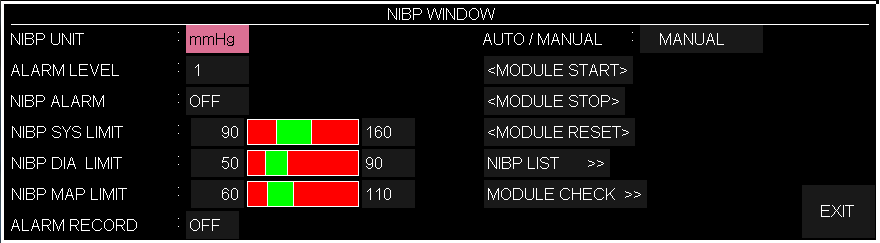 NIBP WINDOW
NIBP UNIT : mmHg AUTO / MANUAL : MANUAL
ALARM LEVEL : 1 <MODULE START>
NIBP ALARM : OFF <MODULE STOP>
NIBP SYS LIMIT : 90 160 <MODULE RESET>
NIBP DIA LIMIT : 50 90 NIBP LIST >>
NIBP MAP LIMIT : 60 110 MODULE CHECK >>
ALARM RECORD : OFF EXIT